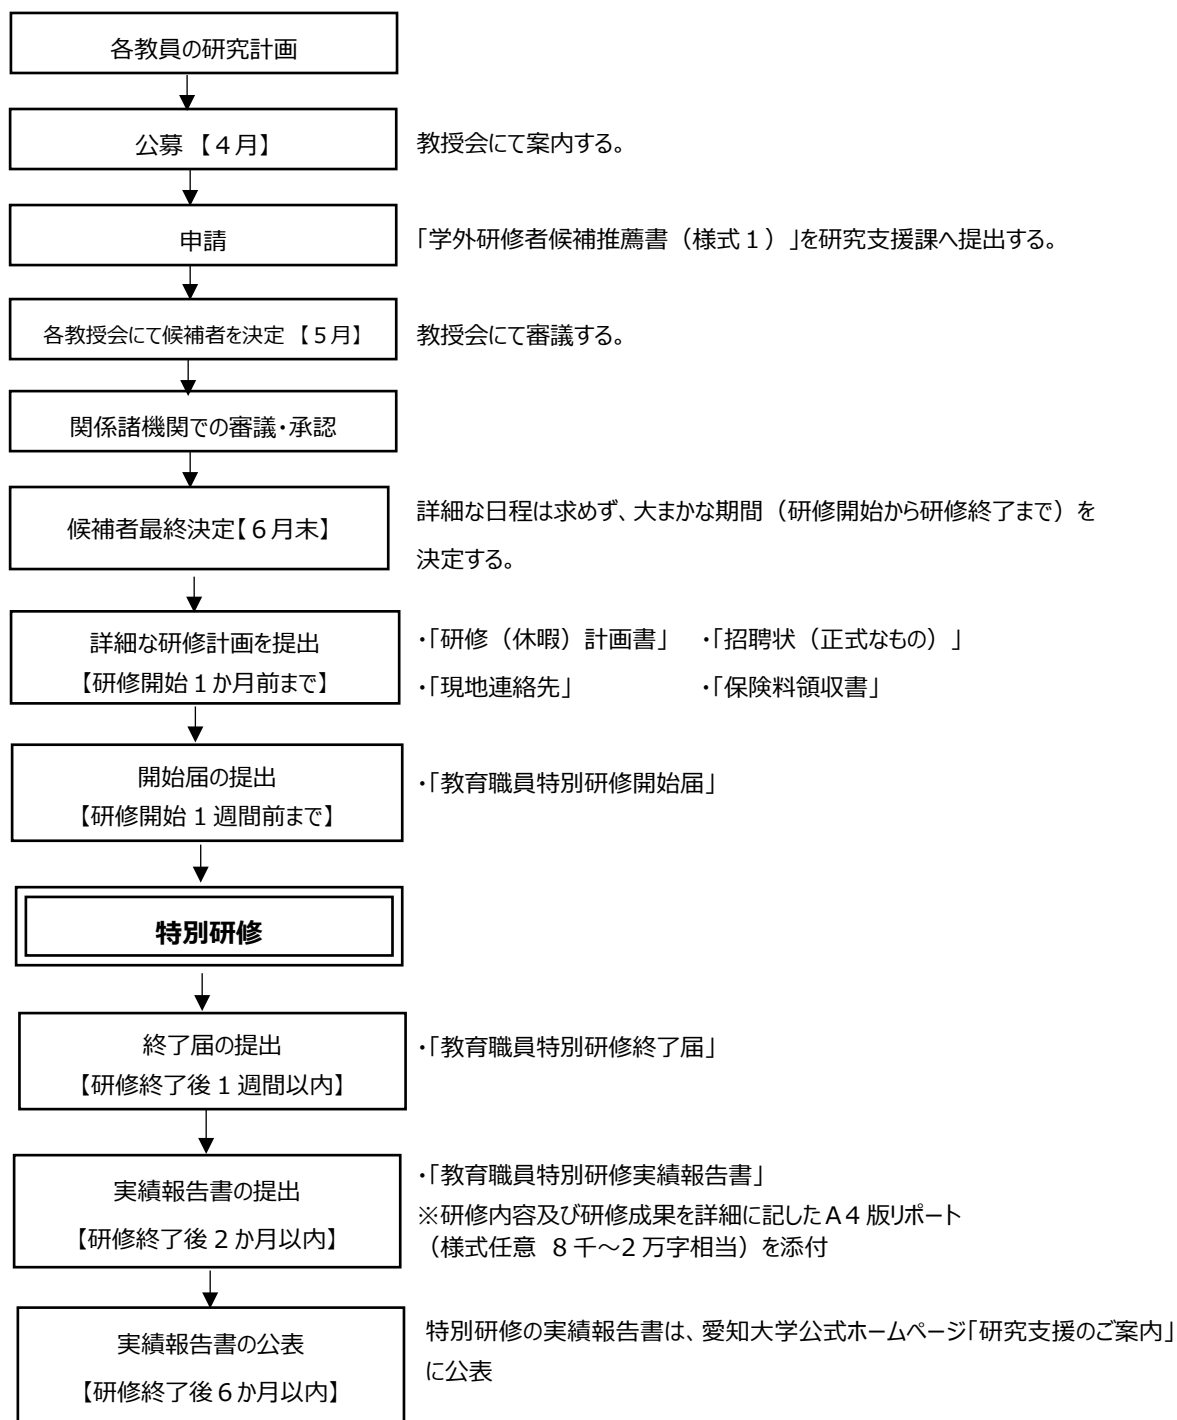 各教員の研究計画
公募【4月】
教授会にて案内する。
申請
「学外研修者候補推薦書（様式1）」を研究支援課へ提出する。
各教授会にて候補者を決定【5月】
教授会にて審議する。
関係諸機関での審議・承認
候補者最終決定【6月末】
詳細な日程は求めず、大まかな期間（研修開始から研修終了まで）を
決定する。
詳細な研修計画を提出
【研修開始1か月前まで】
・「研修（休暇）計画書」 ・「招聘状（正式なもの）」
・「現地連絡先」 ・「保険料領収書」
開始届の提出
【研修開始1週間前まで】
・「教育職員特別研修開始届」
特別研修
終了届の提出
【研修終了後1週間以内】
・「教育職員特別研修終了届」
実績報告書の提出
【研修終了後2か月以内】
・「教育職員特別研修実績報告書」
※研修内容及び研修成果を詳細に記したA4版リポート
（様式任意 8千～2万字相当）を添付
実績報告書の公表
【研修終了後6か月以内】
特別研修の実績報告書は、愛知大学公式ホームページ「研究支援のご案内」
に公表